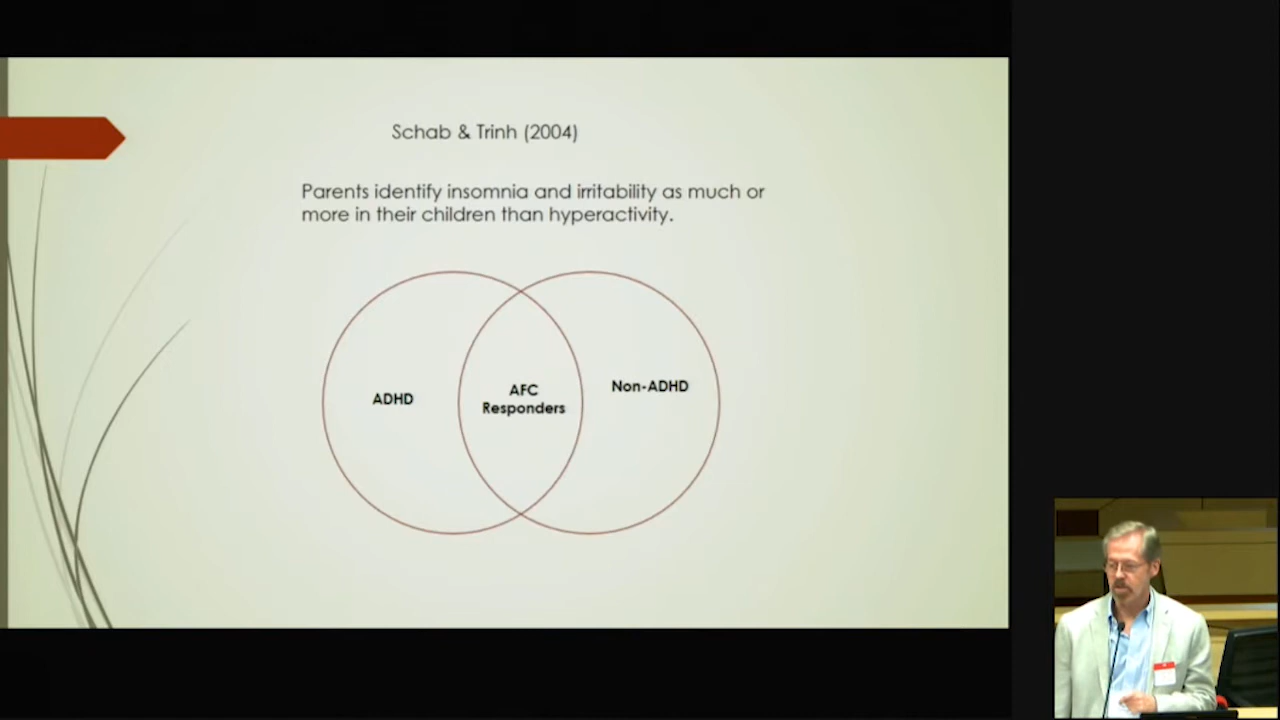 Schab & Trinh (2004)
Parents identify insomnia and irritability as much or
more in their children than hyperactivity.
ADHD
AFC
Responders
Non-ADHD